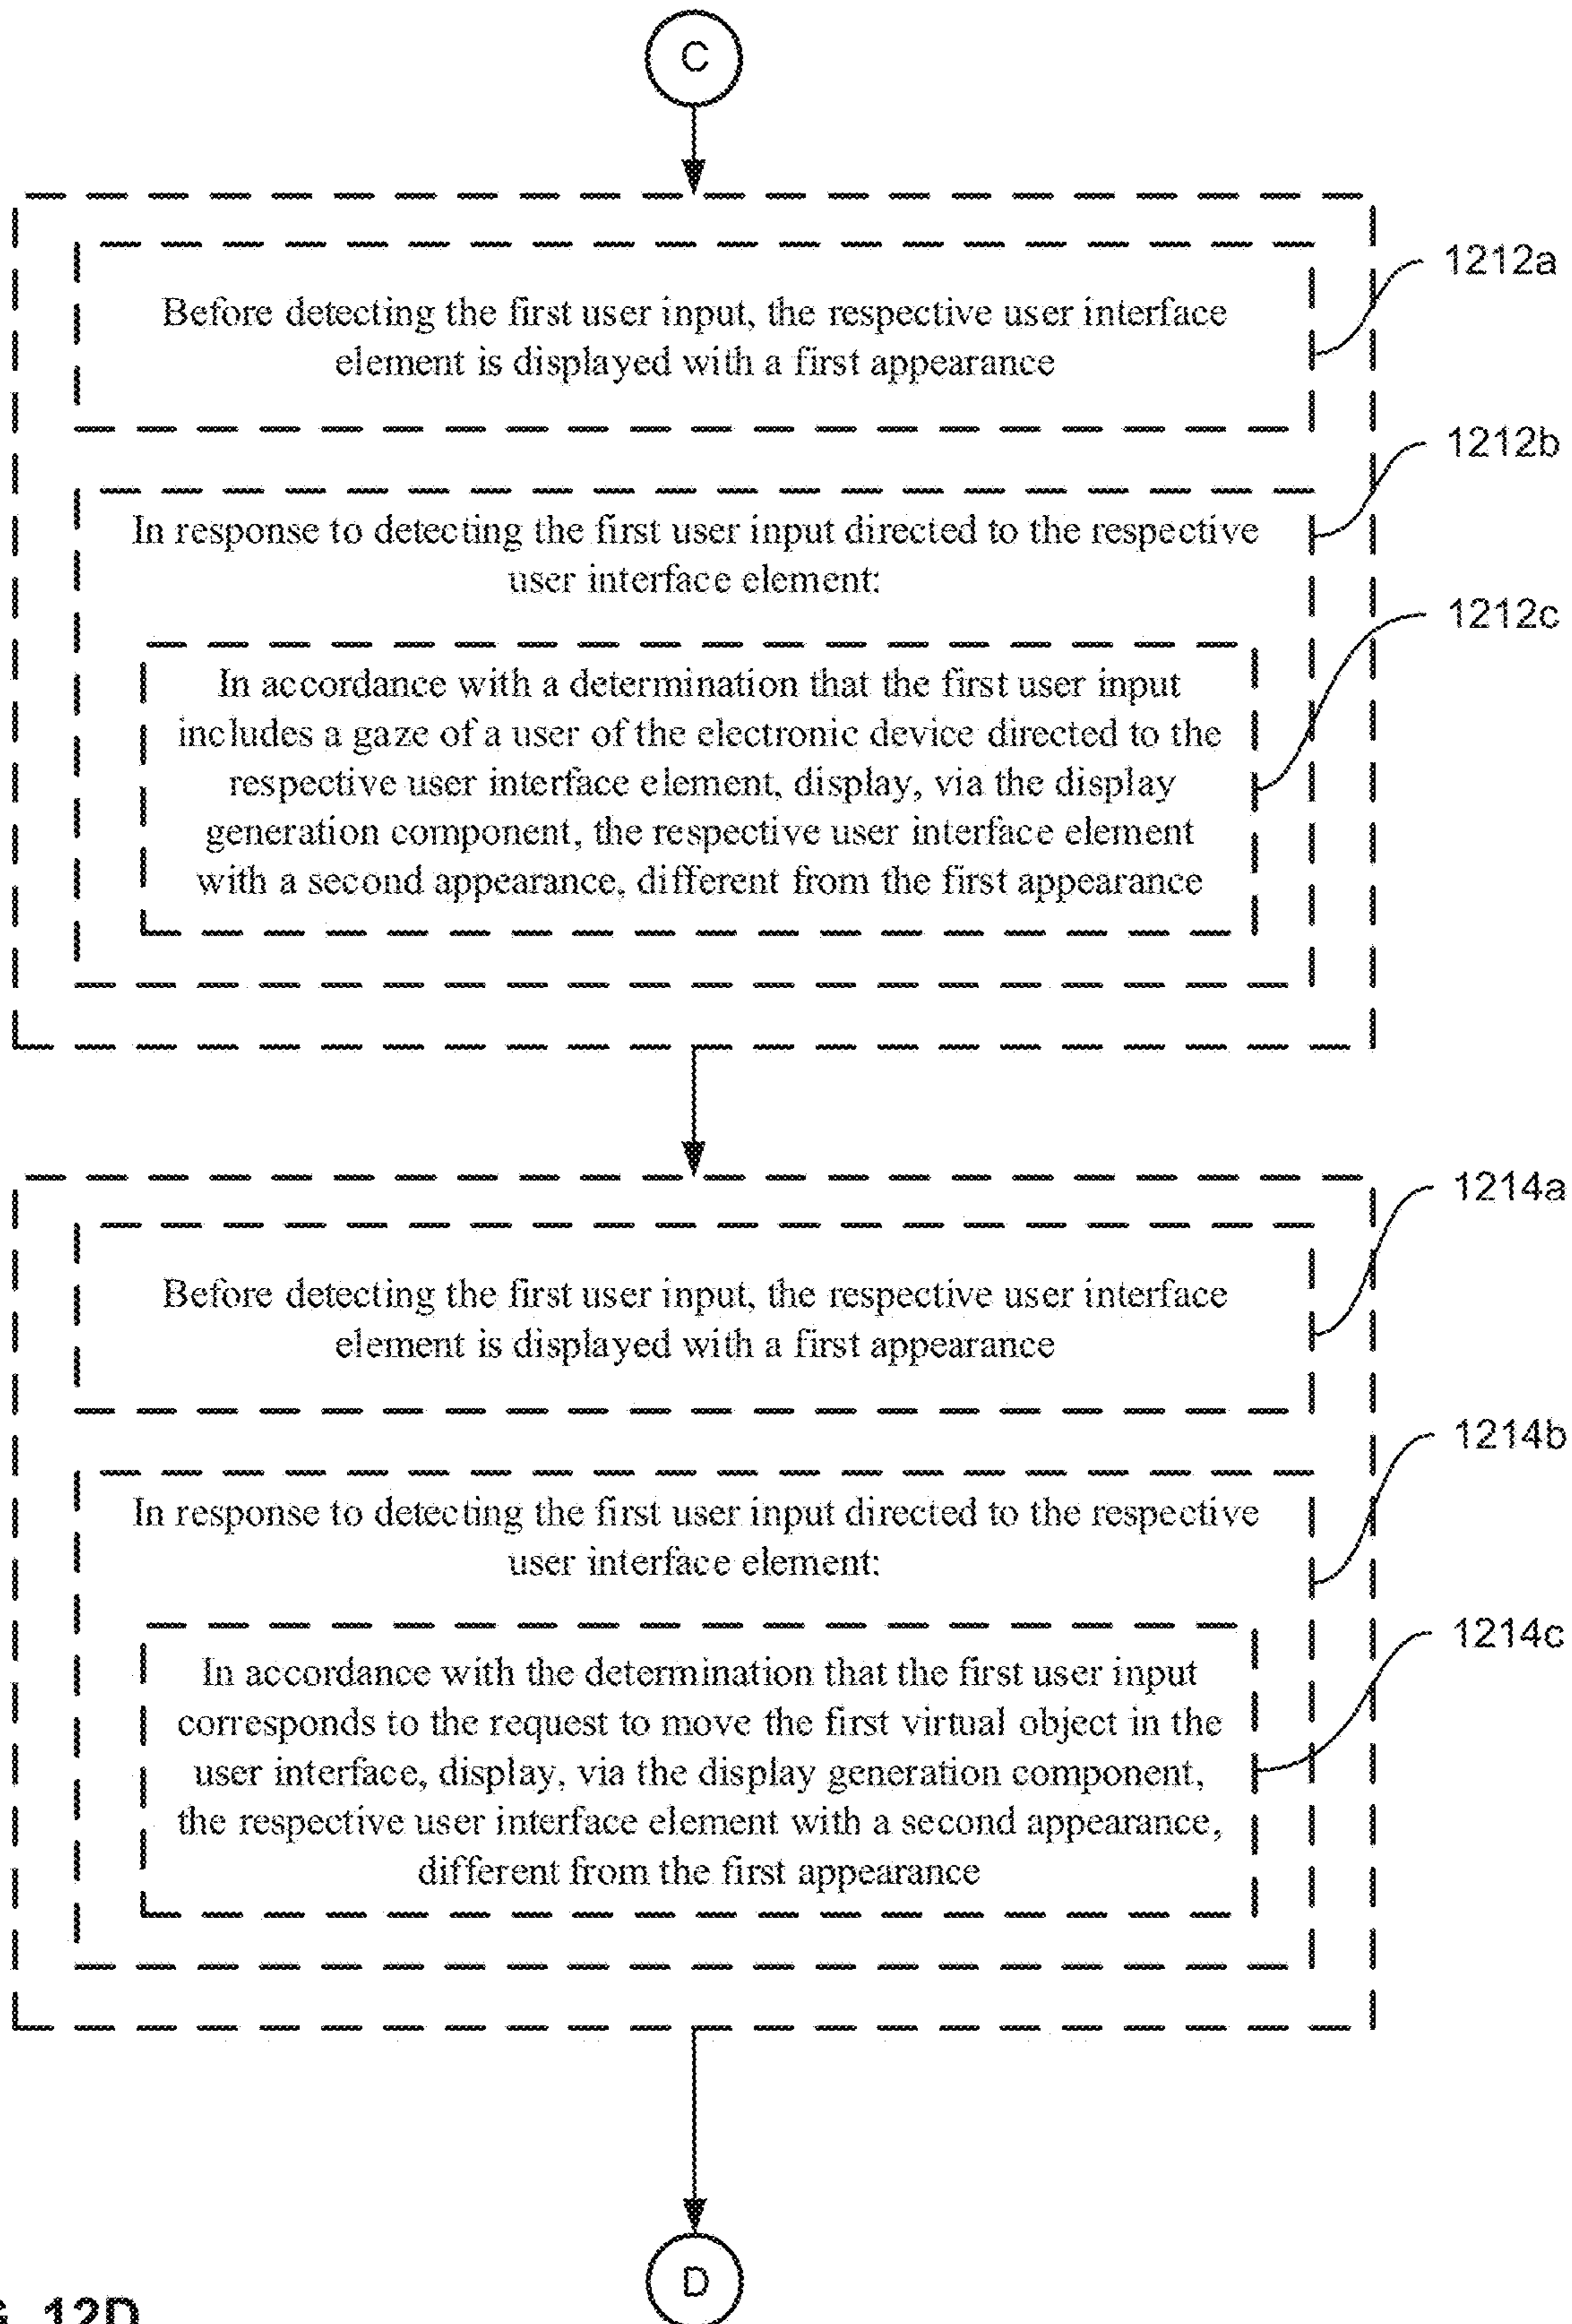 C
1212a
Before detecting the first user input, the respective user interface
element is displayed with a first appearance
1212b
In response to detecting the first user input directed to the respective
user interface element:
1212c
In accordance with a determination that the first user input
includes a gaze of a user of the electronic device directed to the
respective user interface element, display, via the display
generation component, the respective user interface element
with a second appearance, different from the first appearance
1214a
Before detecting the first user input, the respective user interface
element is displayed with a first appearance
1214b
In response to detecting the first user input directed to the respective
user interface element:
1214c
In accordance with the determination that the first user input
corresponds to the request to move the first virtual object in the
user interface, display, via the display generation component,
the respective user interface element with a second appearance,
different from the first appearance
D
12D